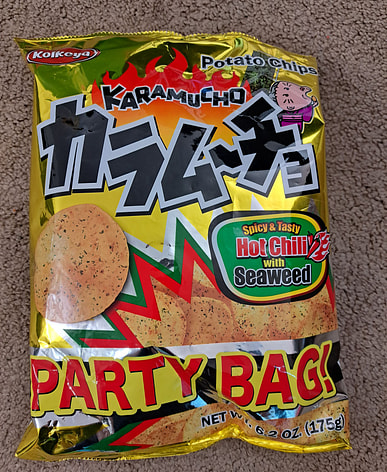 Koikeya
Potato Chips
KARAMUCHO
カラムーチョ
Spicy & Tasty
Hot Chili
with
Seaweed
PARTY BAG!
NET WT. 6.2 OZ. (175g)